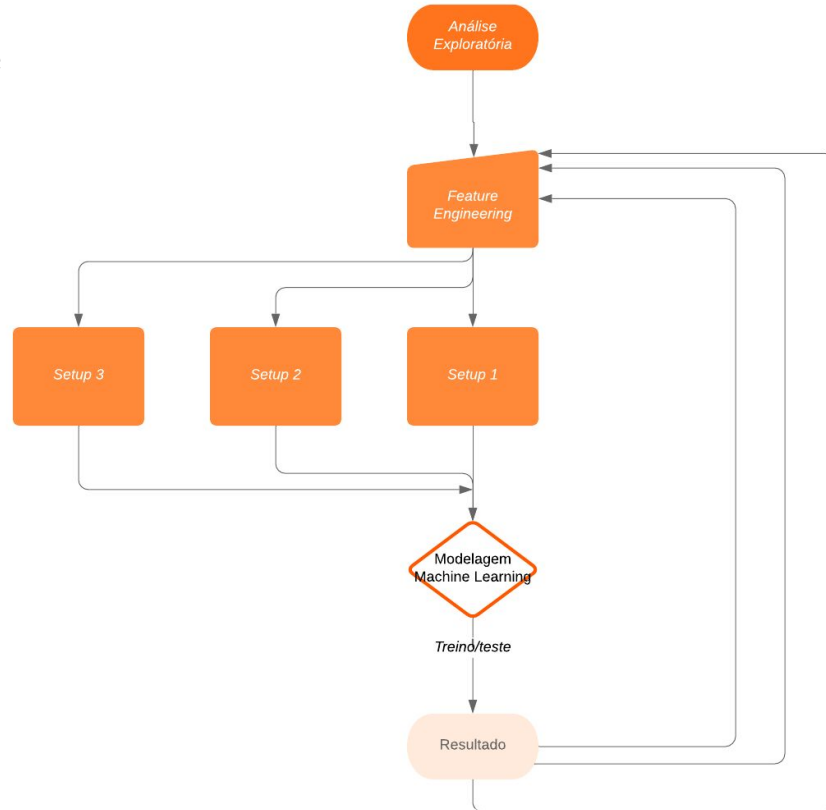 Análise
Exploratória
Feature
Engineering
Setup 3
Setup 2
Setup 1
Modelagem
Machine Learning
Treino/teste
Resultado